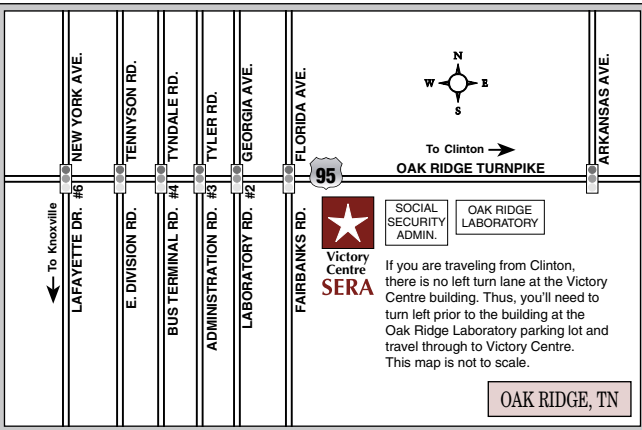 NEW YORK AVE.
TENNYSON RD.
TYNDALE RD.
TYLER RD.
GEORGIA AVE.
FLORIDA AVE.
ARKANSAS AVE.
N
W E
S
To Clinton
OAK RIDGE TURNPIKE
95
To Knoxville
LAFAYETTE DR. #6
E. DIVISION RD.
BUS TERMINAL RD. #4
ADMINISTRATION RD. #3
LABORATORY RD. #2
FAIRBANKS RD.
Victory
Centre
SERA
SOCIAL
SECURITY
ADMIN.
OAK RIDGE
LABORATORY
If you are traveling from Clinton,
there is no left turn lane at the Victory
Centre building. Thus, you'll need to
turn left prior to the building at the
Oak Ridge Laboratory parking lot and
travel through to Victory Centre.
This map is not to scale.
OAK RIDGE, TN